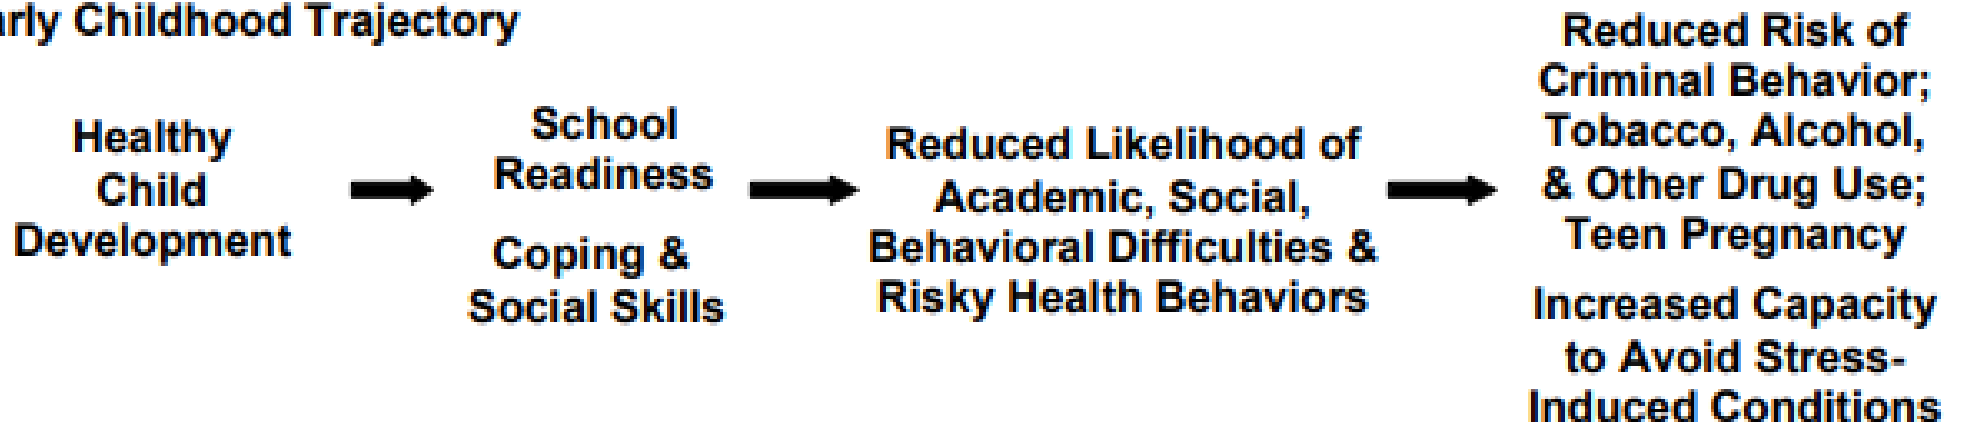 arly Childhood Trajectory
Healthy
Child
Development
School
Readiness
Coping &
Social Skills
Reduced Likelihood of
Academic, Social,
Behavioral Difficulties &
Risky Health Behaviors
Reduced Risk of
Criminal Behavior;
Tobacco, Alcohol,
& Other Drug Use;
Teen Pregnancy
Increased Capacity
to Avoid Stress-
Induced Conditions